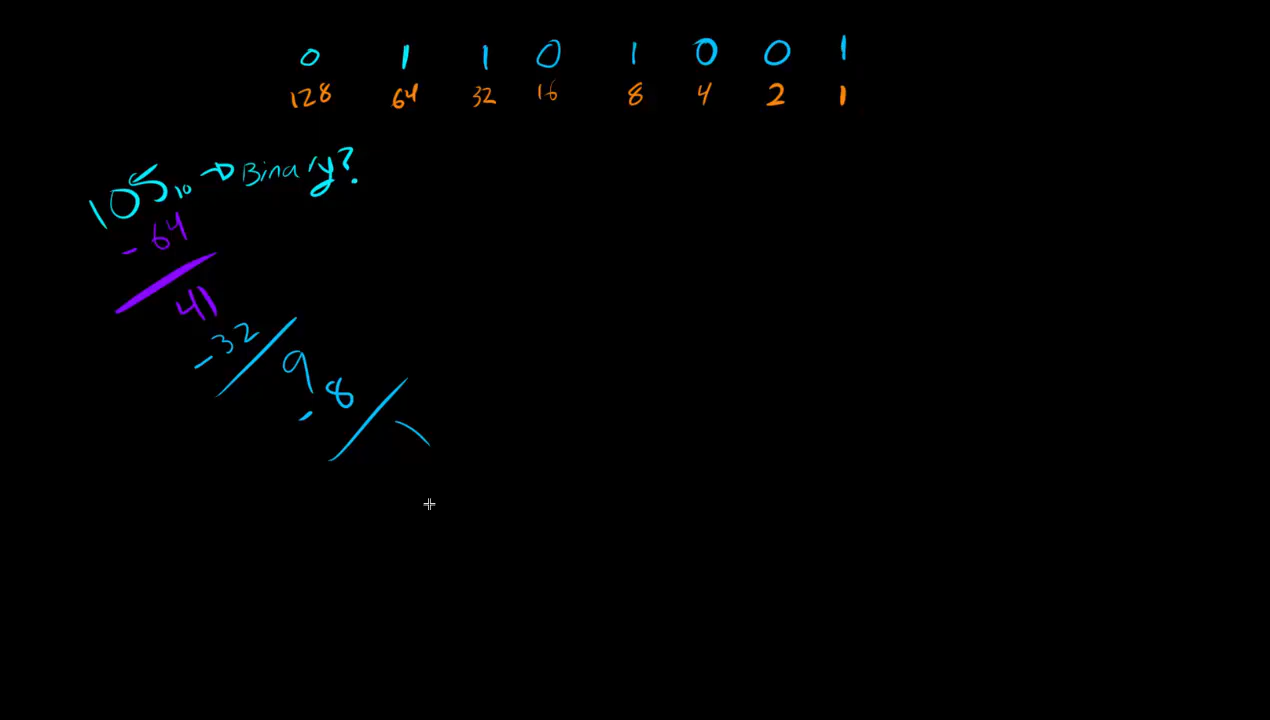 0 1 1 0 1 0 0 1
128 64 32 16 8 4 2 1
105₁₀ → Binary?
- 64
41
- 32
9
- 8
1